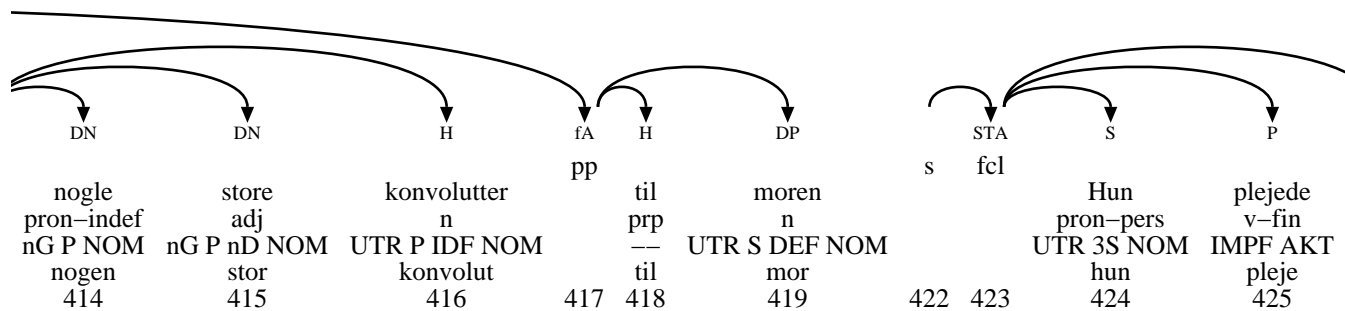 DN DN H fA H DP STA S P
pp s fcl
nogle store konvolutter til moren Hun plejede
pron−indef adj n prp n pron−pers v−fin
nG P NOM nG P nD NOM UTR P IDF NOM −− UTR S DEF NOM UTR 3S NOM IMPF AKT
nogen stor konvolut til mor hun pleje
414 415 416 417 418 419 422 423 424 425